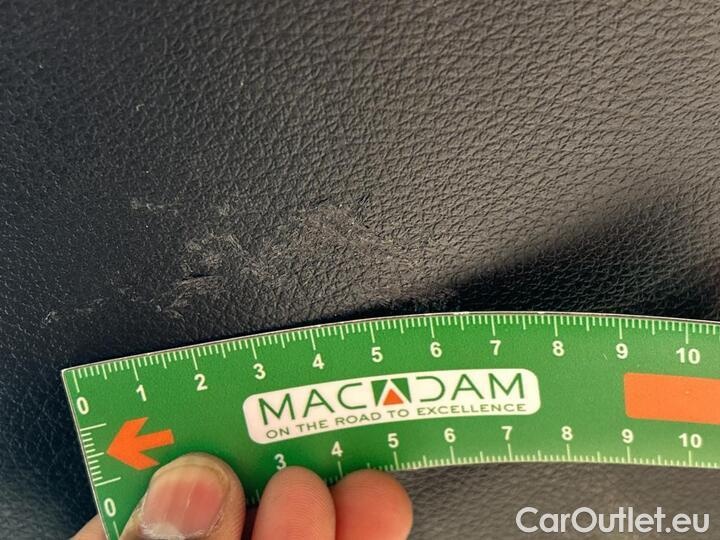 0 1 2 3 4 5 6 7 8 9 10
MACADAM
ON THE ROAD TO EXCELLENCE
3 4 5 6 7 8 9 10
0
CarOutlet.eu